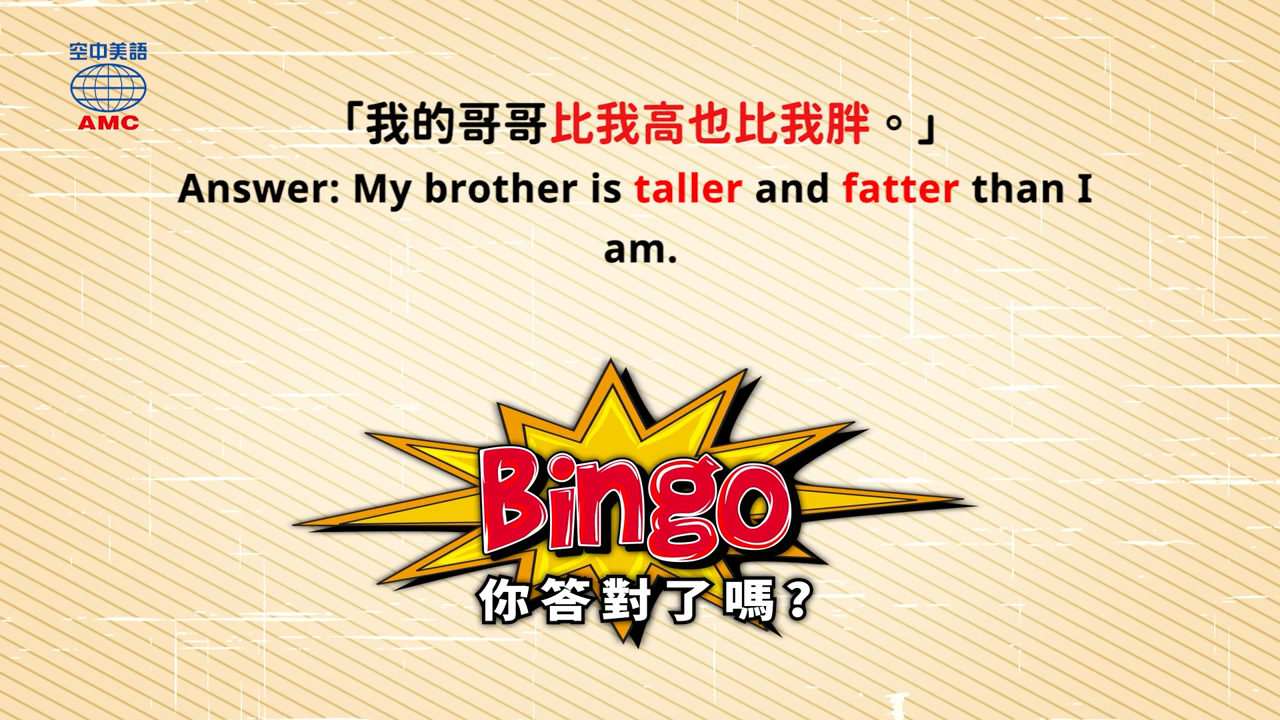 空中美語
AMC
「我的哥哥比我高也比我胖。」
Answer: My brother is taller and fatter than I
am.
Bingo
你答對了嗎?